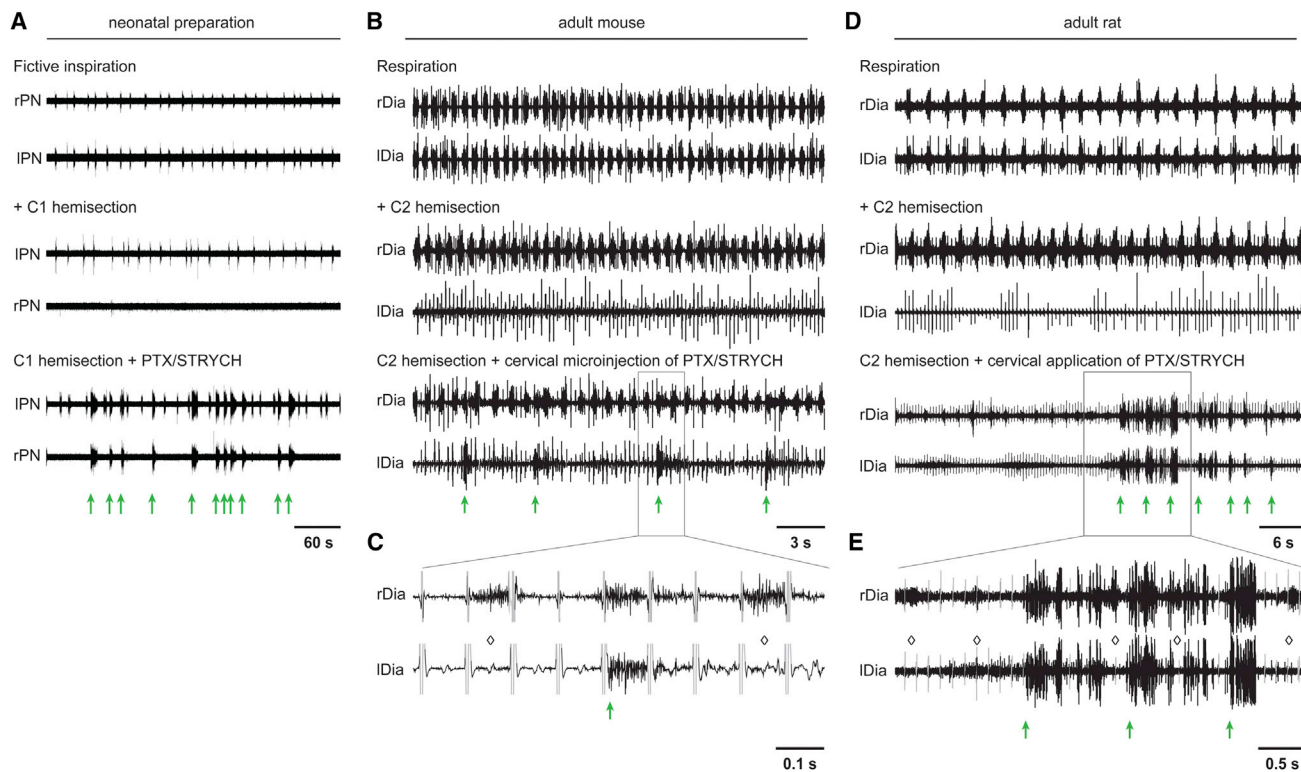 A neonatal preparation
Fictive inspiration
rPN
lPN
+ C1 hemisection
lPN
rPN
C1 hemisection + PTX/STRYCH
lPN
rPN
60 s
B adult mouse
Respiration
rDia
lDia
+ C2 hemisection
rDia
lDia
C2 hemisection + cervical microinjection of PTX/STRYCH
rDia
lDia
3 s
C
rDia
lDia
0.1 s
D adult rat
Respiration
rDia
lDia
+ C2 hemisection
rDia
lDia
C2 hemisection + cervical application of PTX/STRYCH
rDia
lDia
6 s
E
rDia
lDia
0.5 s